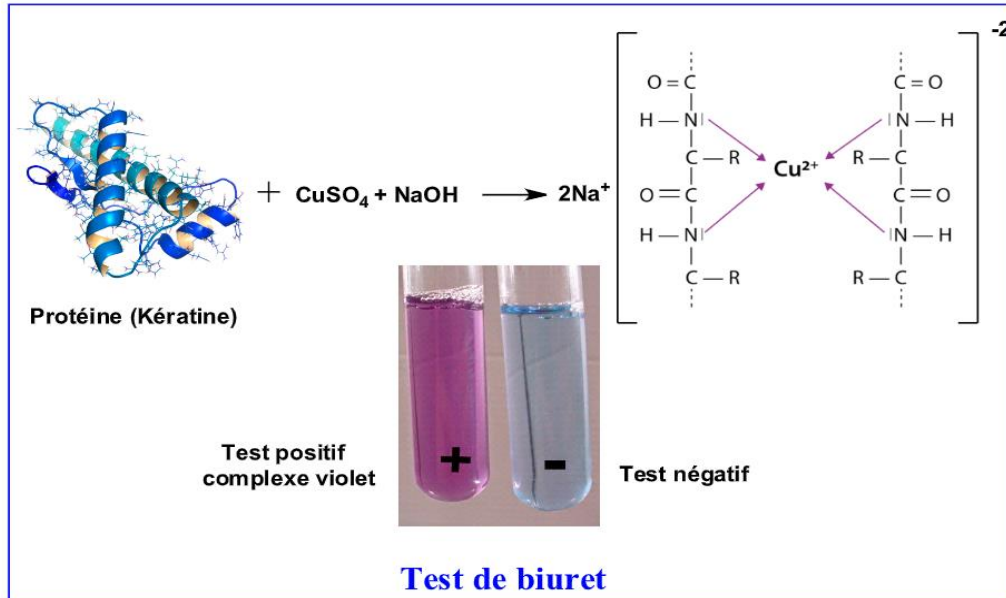 -2
O = C
C = O
H — N
N — H
C — R
R — C
Cu²⁺
O = C
C = O
H — N
N — H
C — R
R — C
+ CuSO₄ + NaOH → 2Na⁺
Protéine (Kératine)
Test positif
complexe violet
+
-
Test négatif
Test de biuret